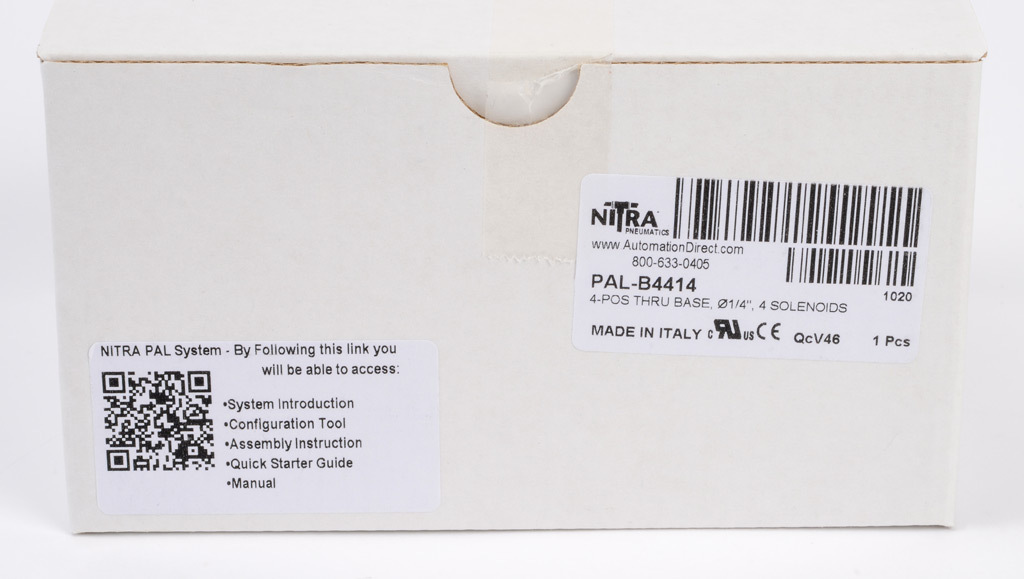 NITRA
PNEUMATICS
www.AutomationDirect.com
800-633-0405
1020
PAL-B4414
4-POS THRU BASE, Ø1/4", 4 SOLENOIDS
MADE IN ITALY c RU us CE QcV46 1 Pcs
NITRA PAL System - By Following this link you
will be able to access:
•System Introduction
•Configuration Tool
•Assembly Instruction
•Quick Starter Guide
•Manual